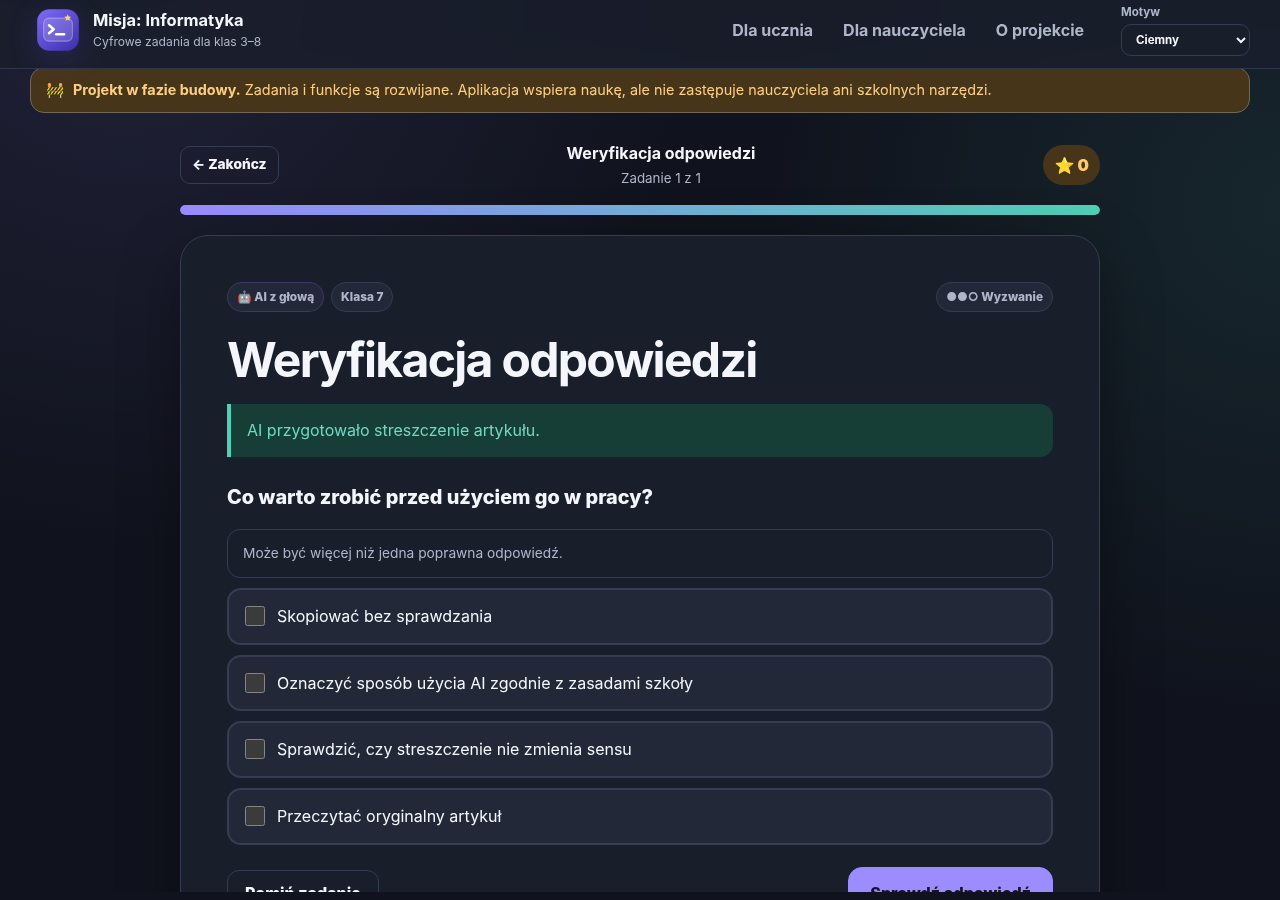 Misja: Informatyka
Cyfrowe zadania dla klas 3–8
Dla ucznia
Dla nauczyciela
O projekcie
Motyw
Ciemny
🚧 Projekt w fazie budowy. Zadania i funkcje są rozwijane. Aplikacja wspiera naukę, ale nie zastępuje nauczyciela ani szkolnych narzędzi.
← Zakończ
Weryfikacja odpowiedzi
Zadanie 1 z 1
⭐ 0
🤖 AI z głową
Klasa 7
●●○ Wyzwanie
Weryfikacja odpowiedzi
AI przygotowało streszczenie artykułu.
Co warto zrobić przed użyciem go w pracy?
Może być więcej niż jedna poprawna odpowiedź.
Skopiować bez sprawdzania
Oznaczyć sposób użycia AI zgodnie z zasadami szkoły
Sprawdzić, czy streszczenie nie zmienia sensu
Przeczytać oryginalny artykuł
Pomiń zadanie
Sprawdź odpowiedź